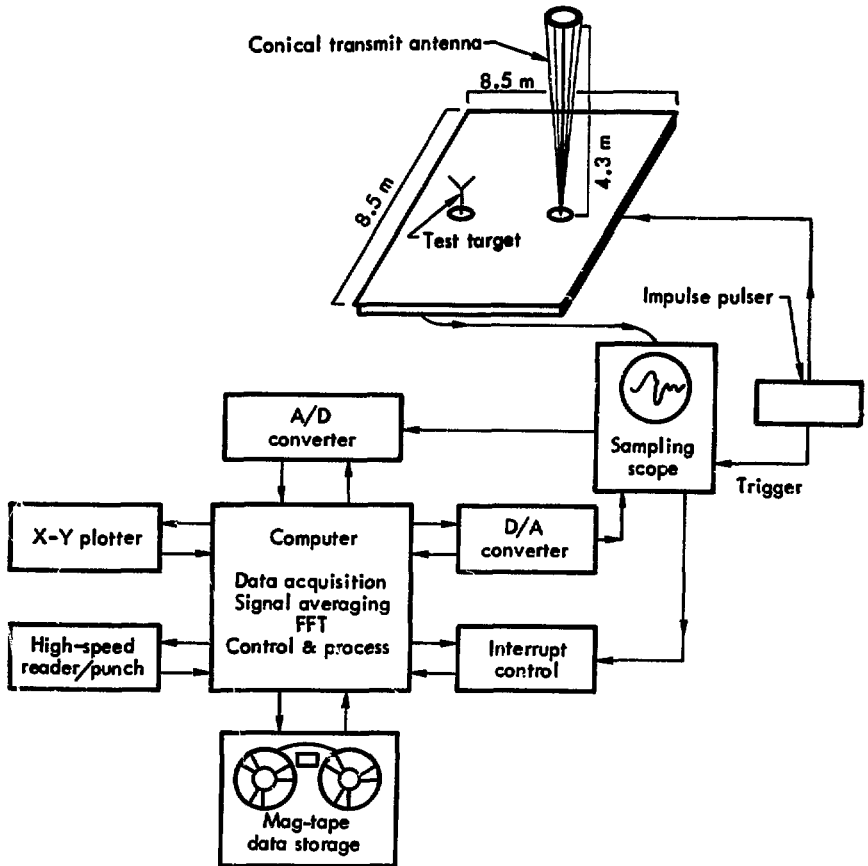 Conical transmit antenna
8.5 m
4.3 m
8.5 m
Test target
Impulse pulser
A/D
converter
Sampling
scope
Trigger
X-Y plotter
Computer
D/A
converter
Data acquisition
Signal averaging
FFT
Control & process
High-speed
reader/punch
Interrupt
control
Mag-tape
data storage